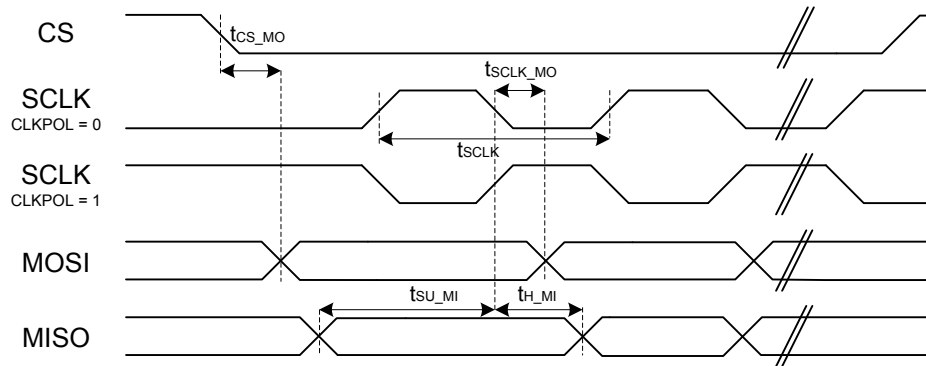 CS
tCS_MO
tSCLK_MO
SCLK
CLKPOL = 0
tSCLK
SCLK
CLKPOL = 1
MOSI
tSU_MI
tH_MI
MISO